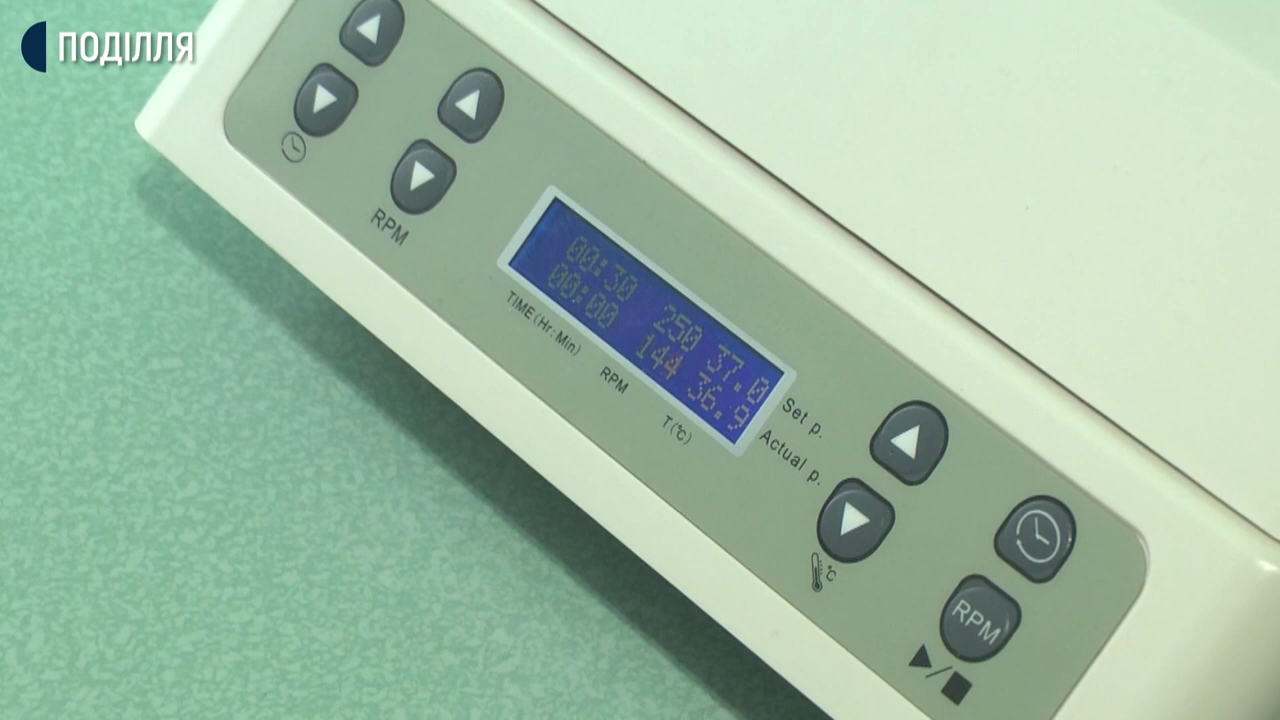 ПОДІЛЛЯ
RPM
00:30 250 37.0
00:00 144 36.9
TIME(Hr:Min)
RPM
T(℃)
Set p.
Actual p.
℃
RPM